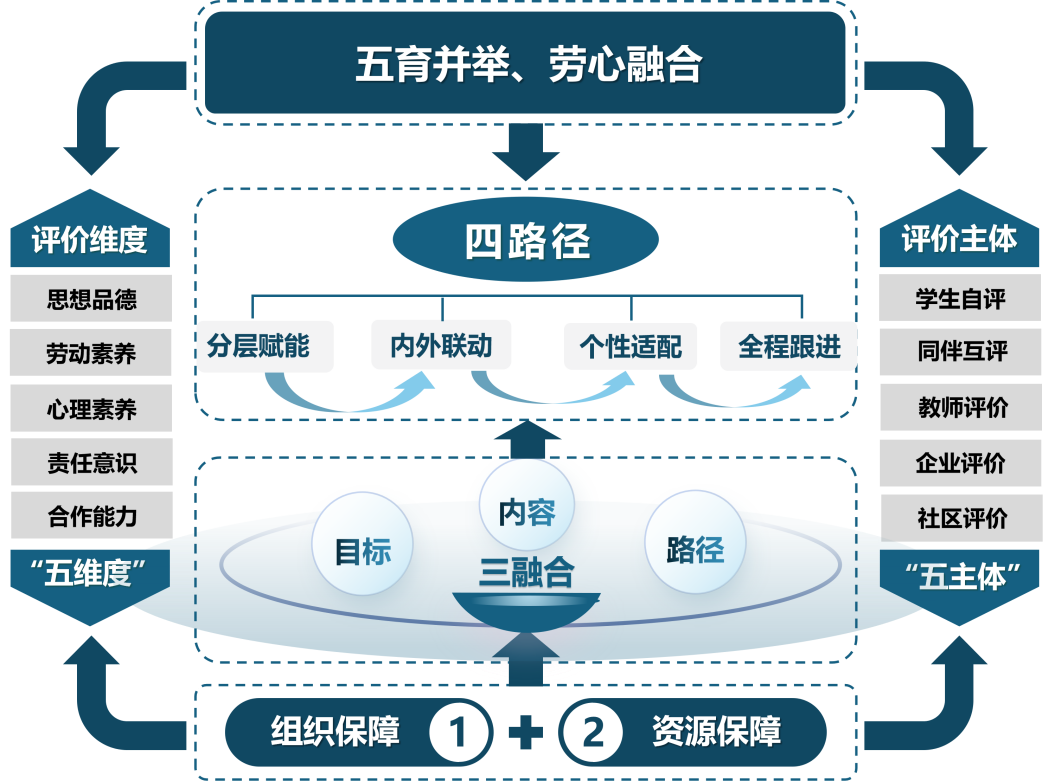 五育并举、劳心融合
评价维度
思想品德
劳动素养
心理素养
责任意识
合作能力
“五维度”
四路径
分层赋能
内外联动
个性适配
全程跟进
目标
内容
路径
三融合
评价主体
学生自评
同伴互评
教师评价
企业评价
社区评价
“五主体”
组织保障 1 + 2 资源保障